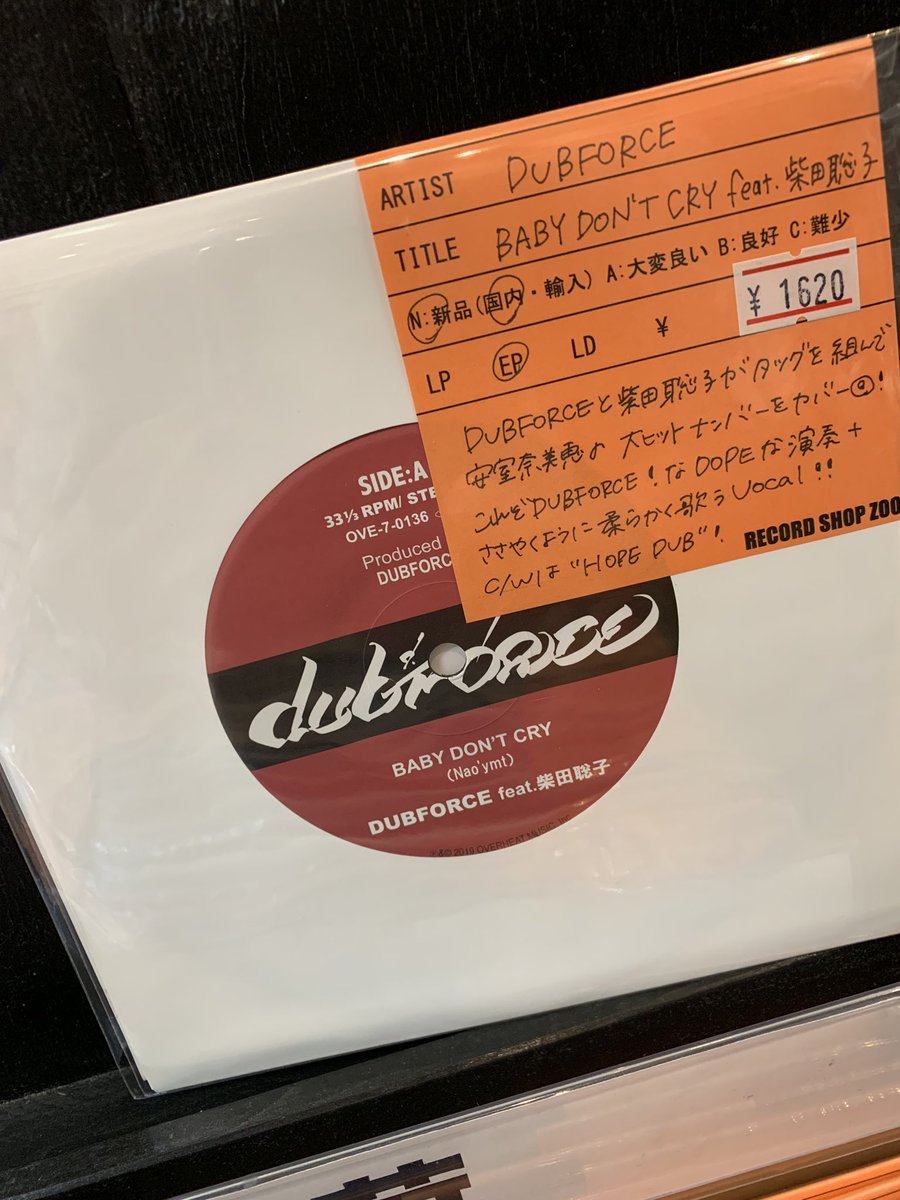 ARTIST DUBFORCE
TITLE BABY DON'T CRY feat.柴田聡子
N:新品(国内・輸入) A:大変良い B:良好 C:難少
LP EP LD ¥
¥ 1620
DUBFORCEと柴田聡子がタッグを組んで
安室奈美恵の大ヒットナンバーをカバー!
これぞDUBFORCE!なDOPEな演奏+
ささやくように柔らかく歌うVocal!!
C/Wは"HOPE DUB"!
RECORD SHOP ZOO
SIDE:A
33⅓ RPM/ STE
OVE-7-0136
Produced
DUBFORC
dubforce
BABY DON'T CRY
(Nao'ymt)
DUBFORCE feat.柴田聡子
℗&© 2019 OVERHEAT MUSIC, Inc